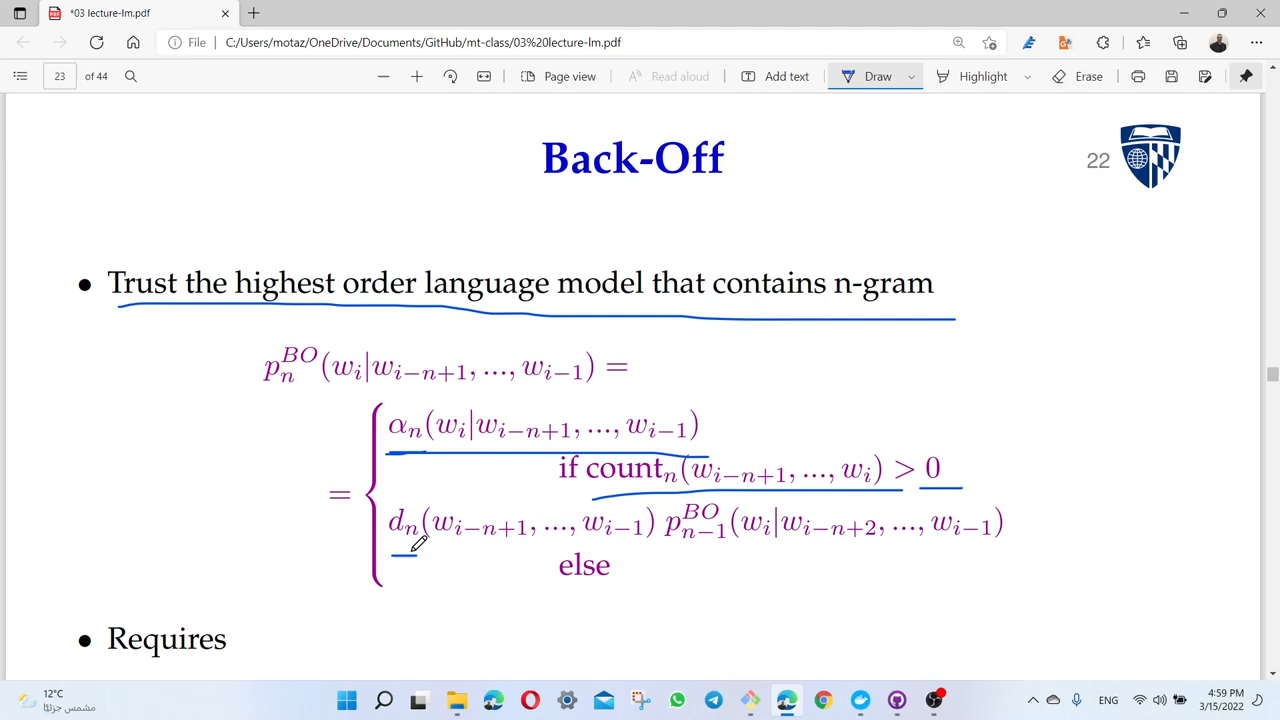 *03 lecture-lm.pdf
File C:/Users/motaz/OneDrive/Documents/GitHub/mt-class/03%20lecture-lm.pdf
23 of 44 Page view Read aloud Add text Draw Highlight Erase
Back-Off
22
• Trust the highest order language model that contains n-gram
p_n^{BO}(w_i|w_{i−n+1}, ..., w_{i−1}) =
= { α_n(w_i|w_{i−n+1}, ..., w_{i−1})
if count_n(w_{i−n+1}, ..., w_i) > 0
d_n(w_{i−n+1}, ..., w_{i−1}) p_{n−1}^{BO}(w_i|w_{i−n+2}, ..., w_{i−1})
else
• Requires
12°C
مشمس جزئيًا
ENG
4:59 PM
3/15/2022